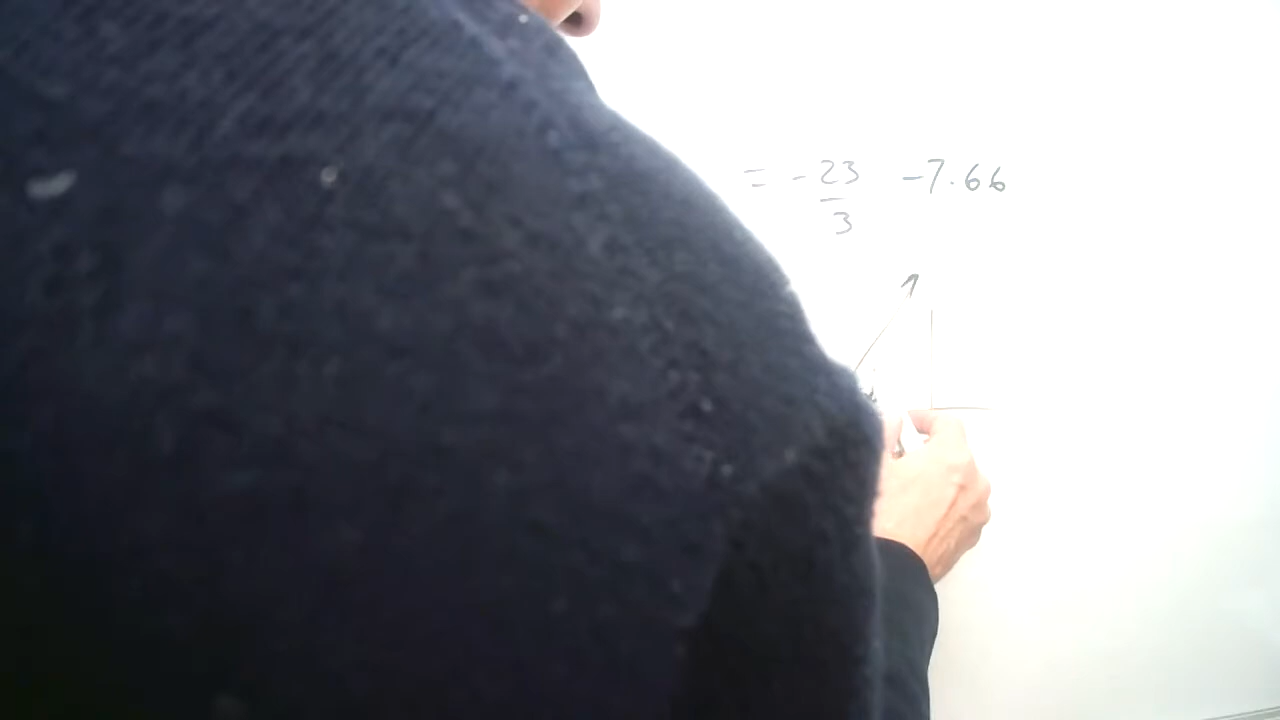 = - 23/3 -7.66